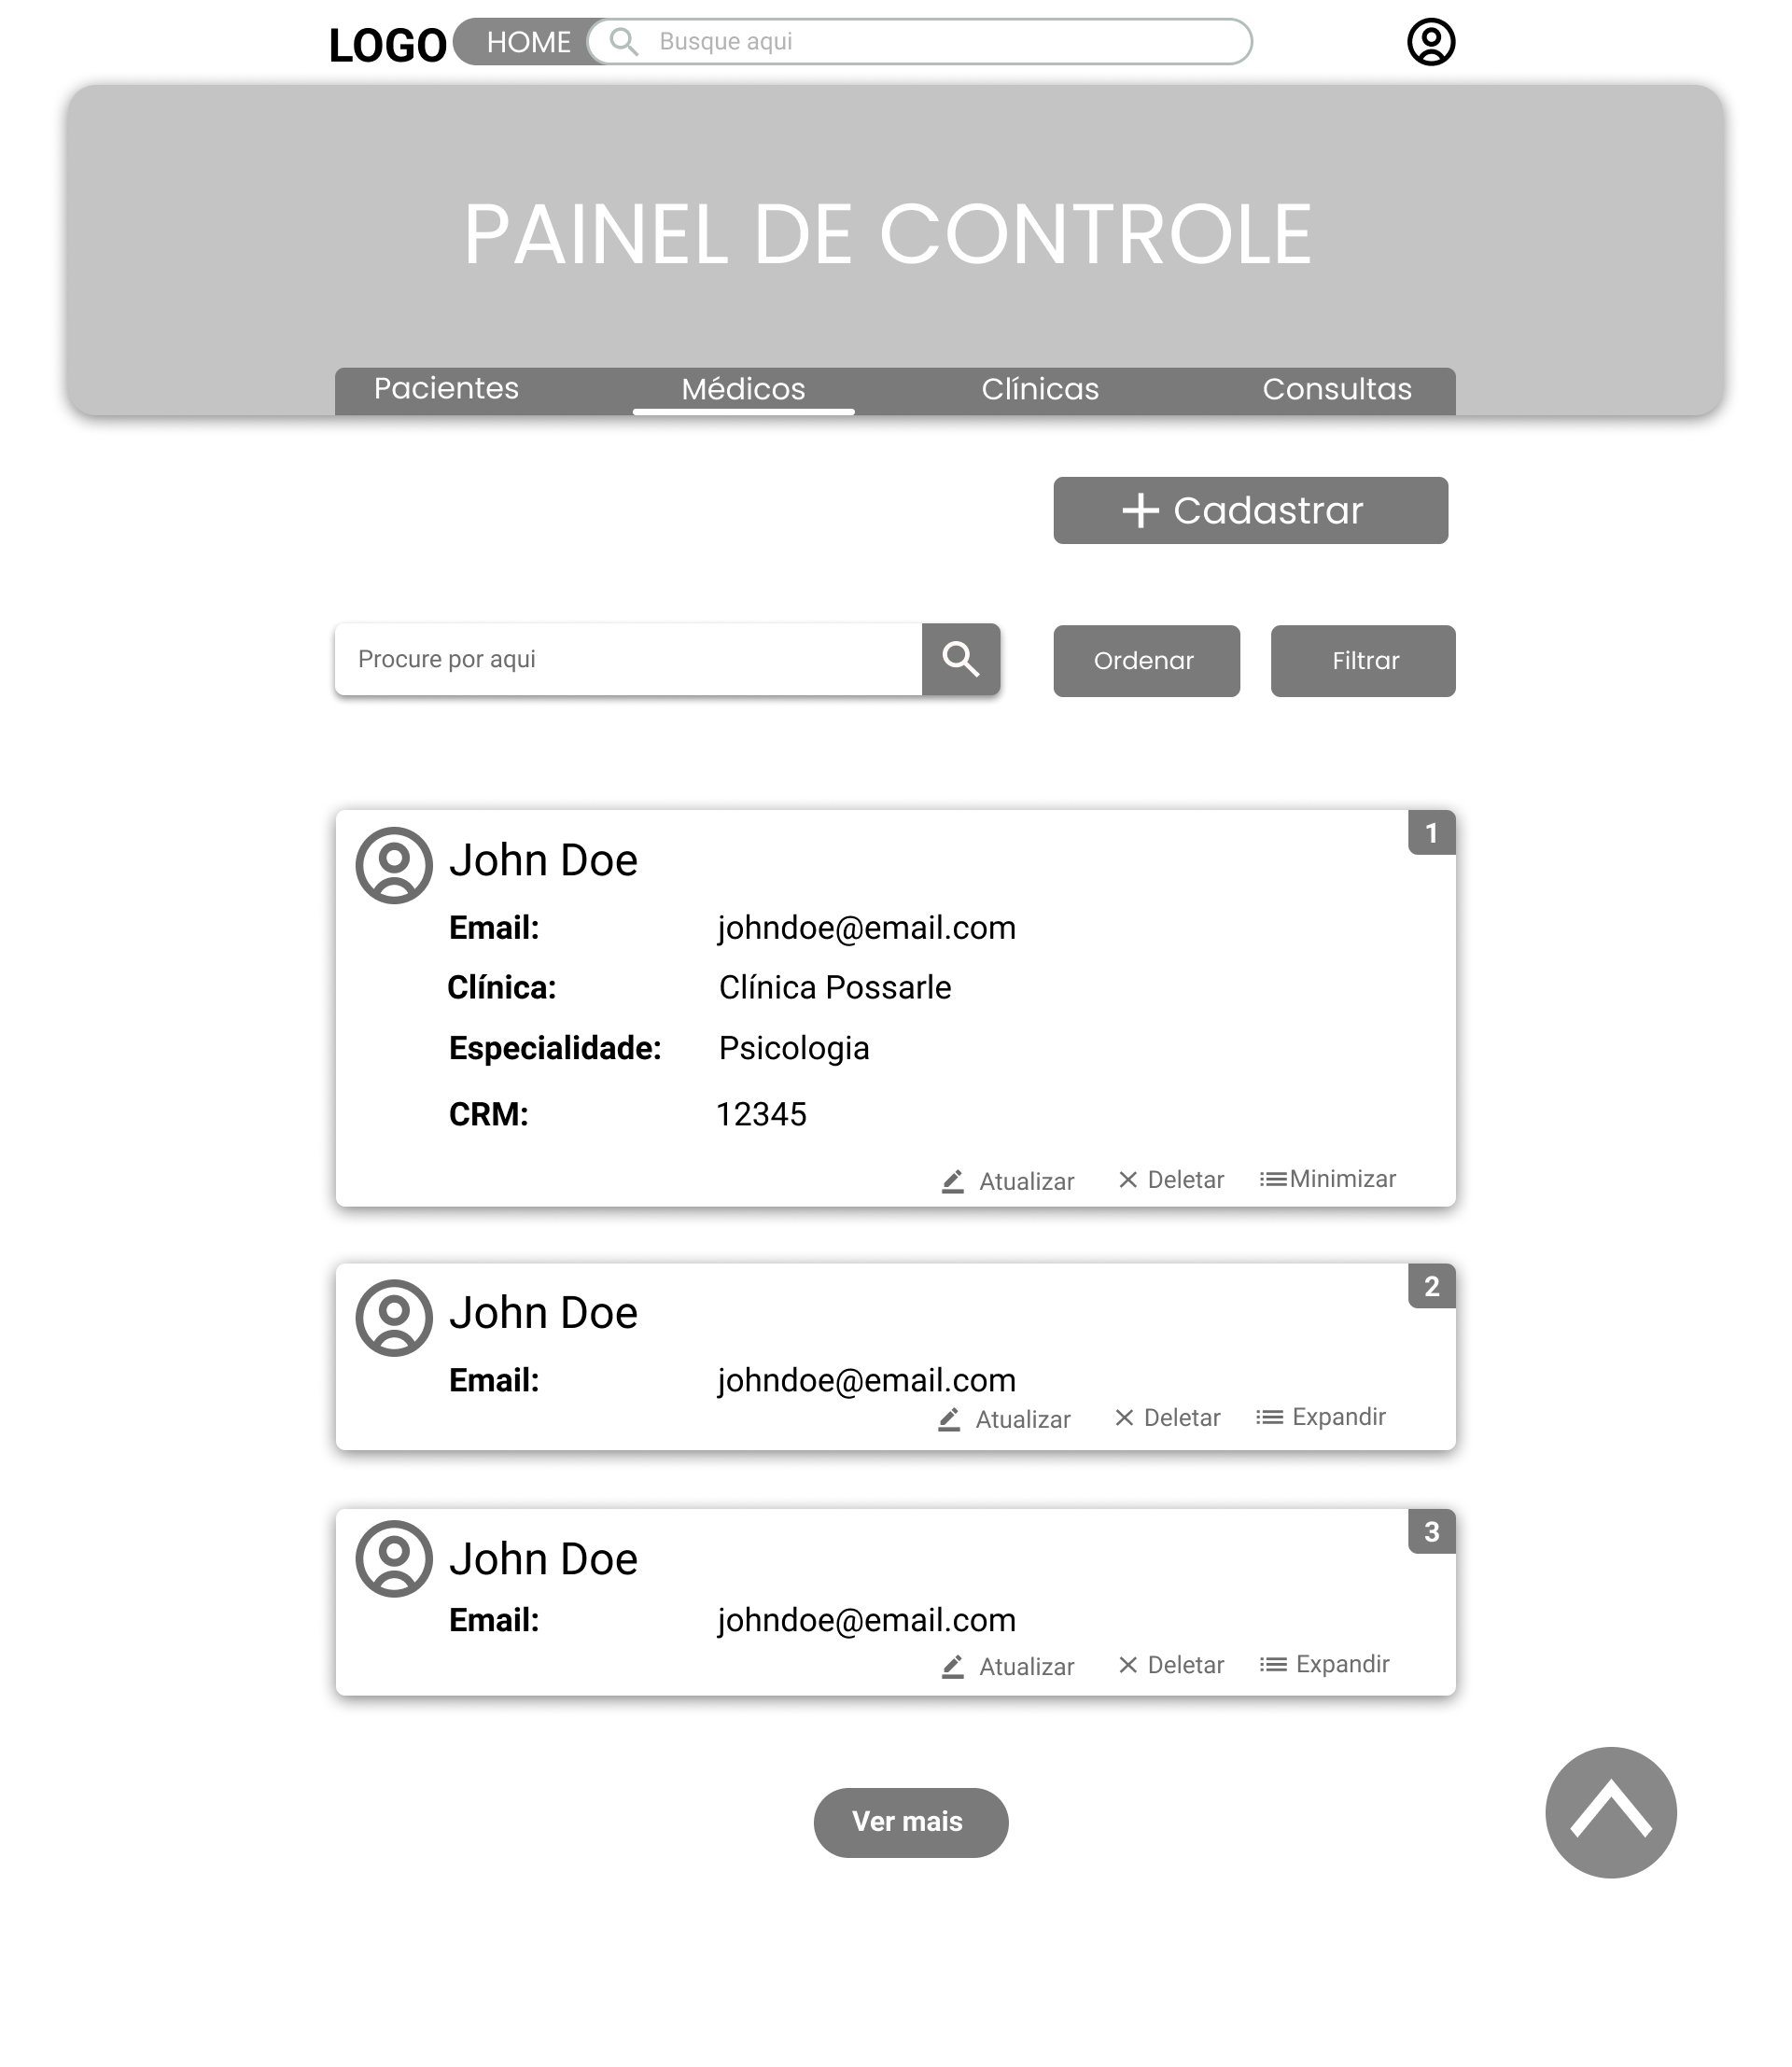 LOGO HOME Busque aqui
PAINEL DE CONTROLE
Pacientes Médicos Clínicas Consultas
Cadastrar
Procure por aqui Ordenar Filtrar
1
John Doe
Email: johndoe@email.com
Clínica: Clínica Possarle
Especialidade: Psicologia
CRM: 12345
Atualizar Deletar Minimizar
2
John Doe
Email: johndoe@email.com
Atualizar Deletar Expandir
3
John Doe
Email: johndoe@email.com
Atualizar Deletar Expandir
Ver mais